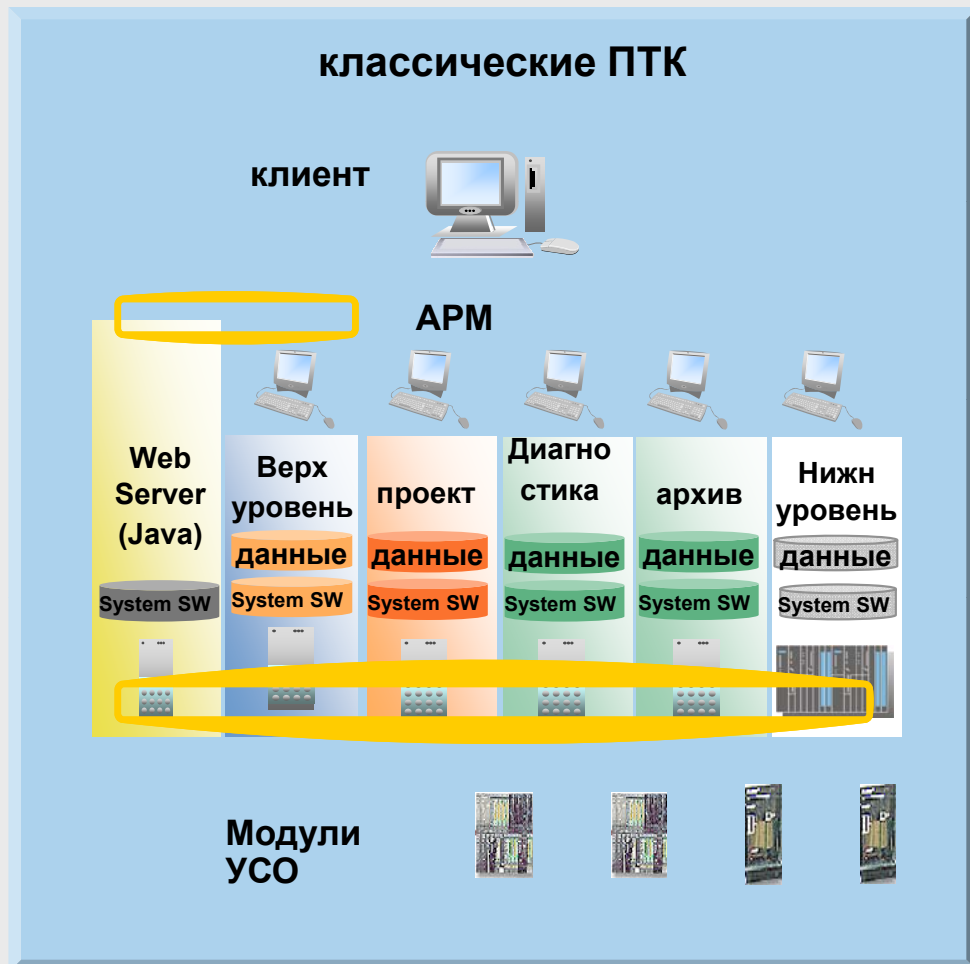 классические ПТК
клиент
АРМ
Web
Server
(Java)
System SW
Верх
уровень
данные
System SW
проект
данные
System SW
Диагно
стика
данные
System SW
архив
данные
System SW
Нижн
уровень
данные
System SW
Модули
УСО